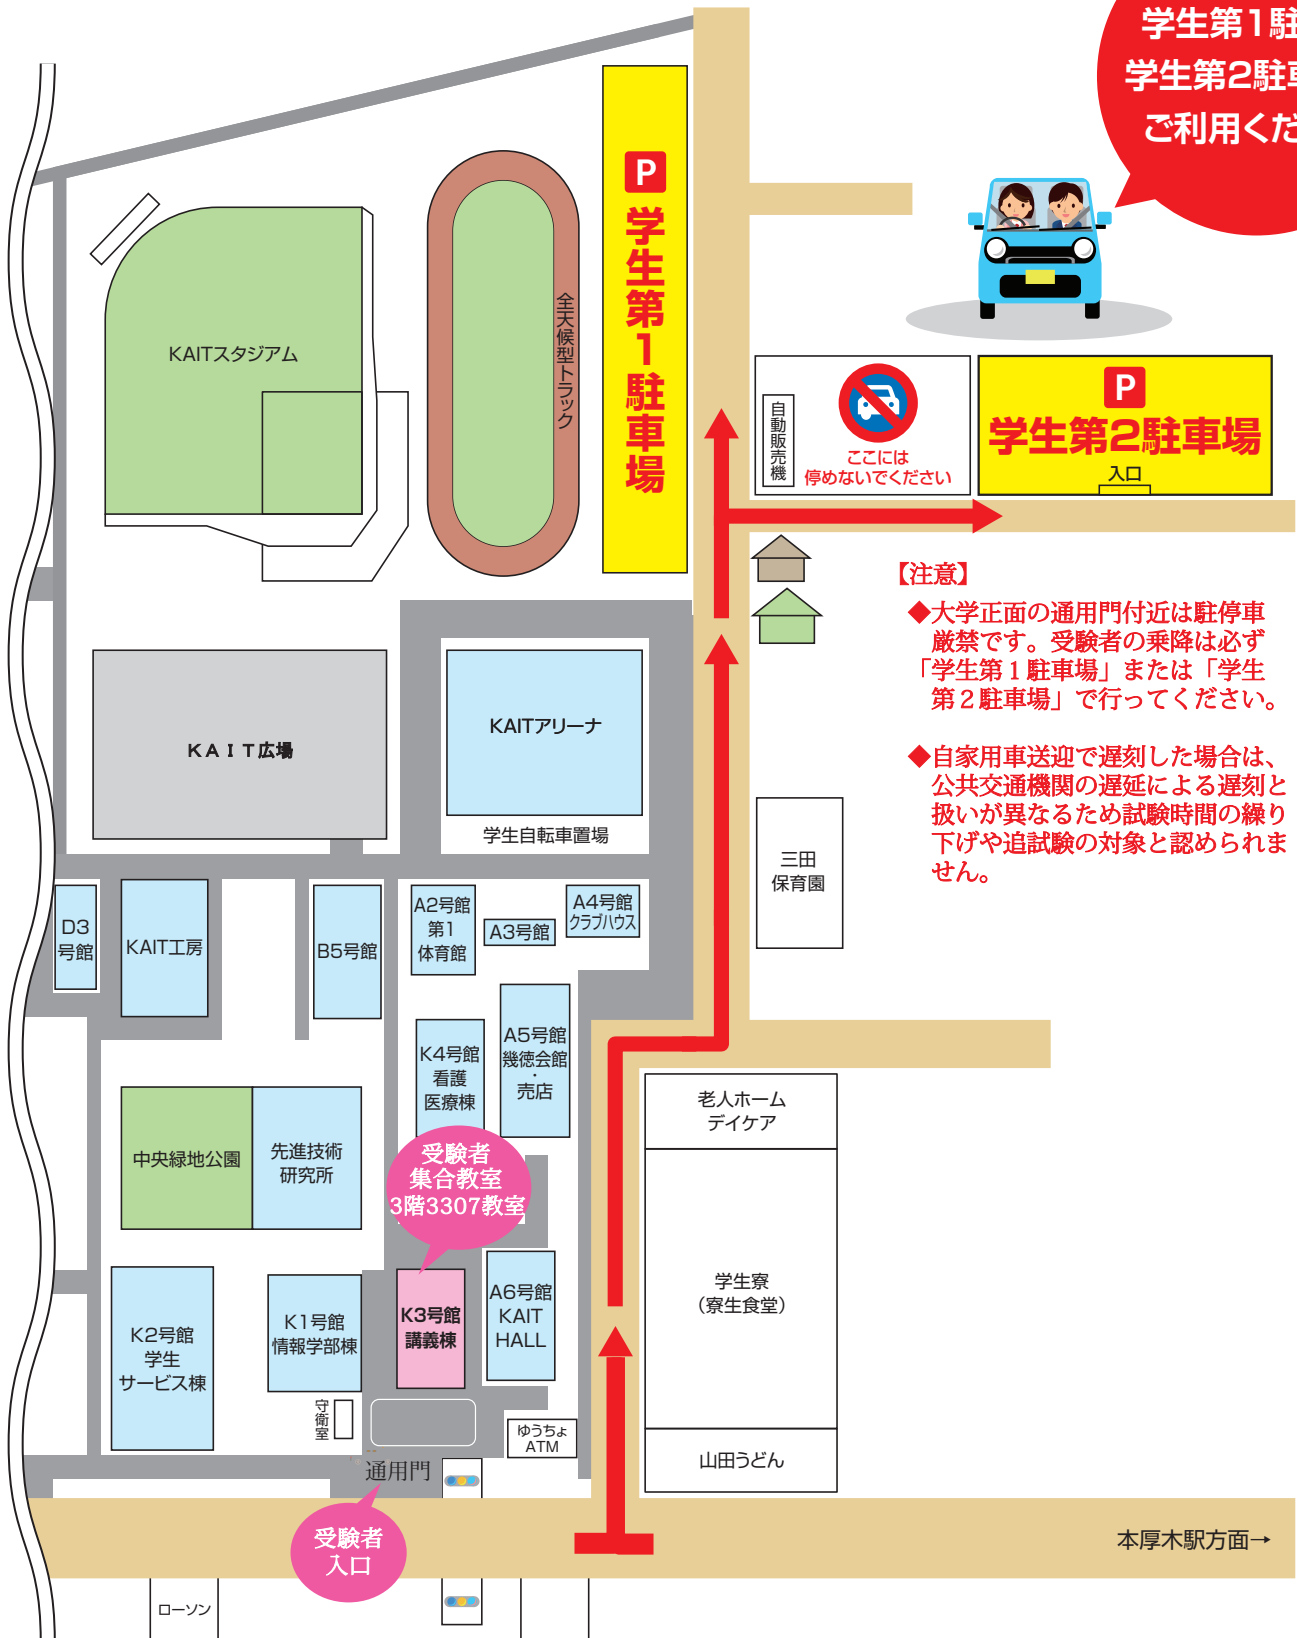 学生第1駐
学生第2駐車
ご利用くだ
P
学生第1駐車場
全天候型トラック
KAITスタジアム
自動販売機
ここには
停めないでください
P
学生第2駐車場
入口
【注意】
◆大学正面の通用門付近は駐停車
厳禁です。受験者の乗降は必ず
「学生第１駐車場」または「学生
第２駐車場」で行ってください。
◆自家用車送迎で遅刻した場合は、
公共交通機関の遅延による遅刻と
扱いが異なるため試験時間の繰り
下げや追試験の対象と認められま
せん。
KAITアリーナ
ＫＡＩＴ広場
学生自転車置場
三田
保育園
D3
号館
KAIT工房
B5号館
A2号館
第1
体育館
A3号館
A4号館
クラブハウス
K4号館
看護
医療棟
A5号館
幾徳会館
・
売店
老人ホーム
デイケア
中央緑地公園
先進技術
研究所
受験者
集合教室
3階3307教室
学生寮
（寮生食堂）
K2号館
学生
サービス棟
K1号館
情報学部棟
K3号館
講義棟
A6号館
KAIT
HALL
守衛室
ゆうちょ
ATM
山田うどん
通用門
受験者
入口
本厚木駅方面→
ローソン